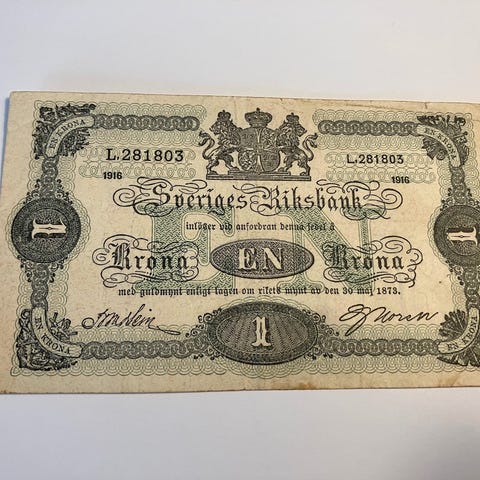 EN KRONA EN KRONA
L.281803 L.281803
1916 1916
Sveriges Riksbank
inlöser vid anfordran denna sedel å
1 Krona EN Krona 1
med guldmynt enligt lagen om rikets mynt av den 30 maj 1873.
1
EN KRONA EN KRONA